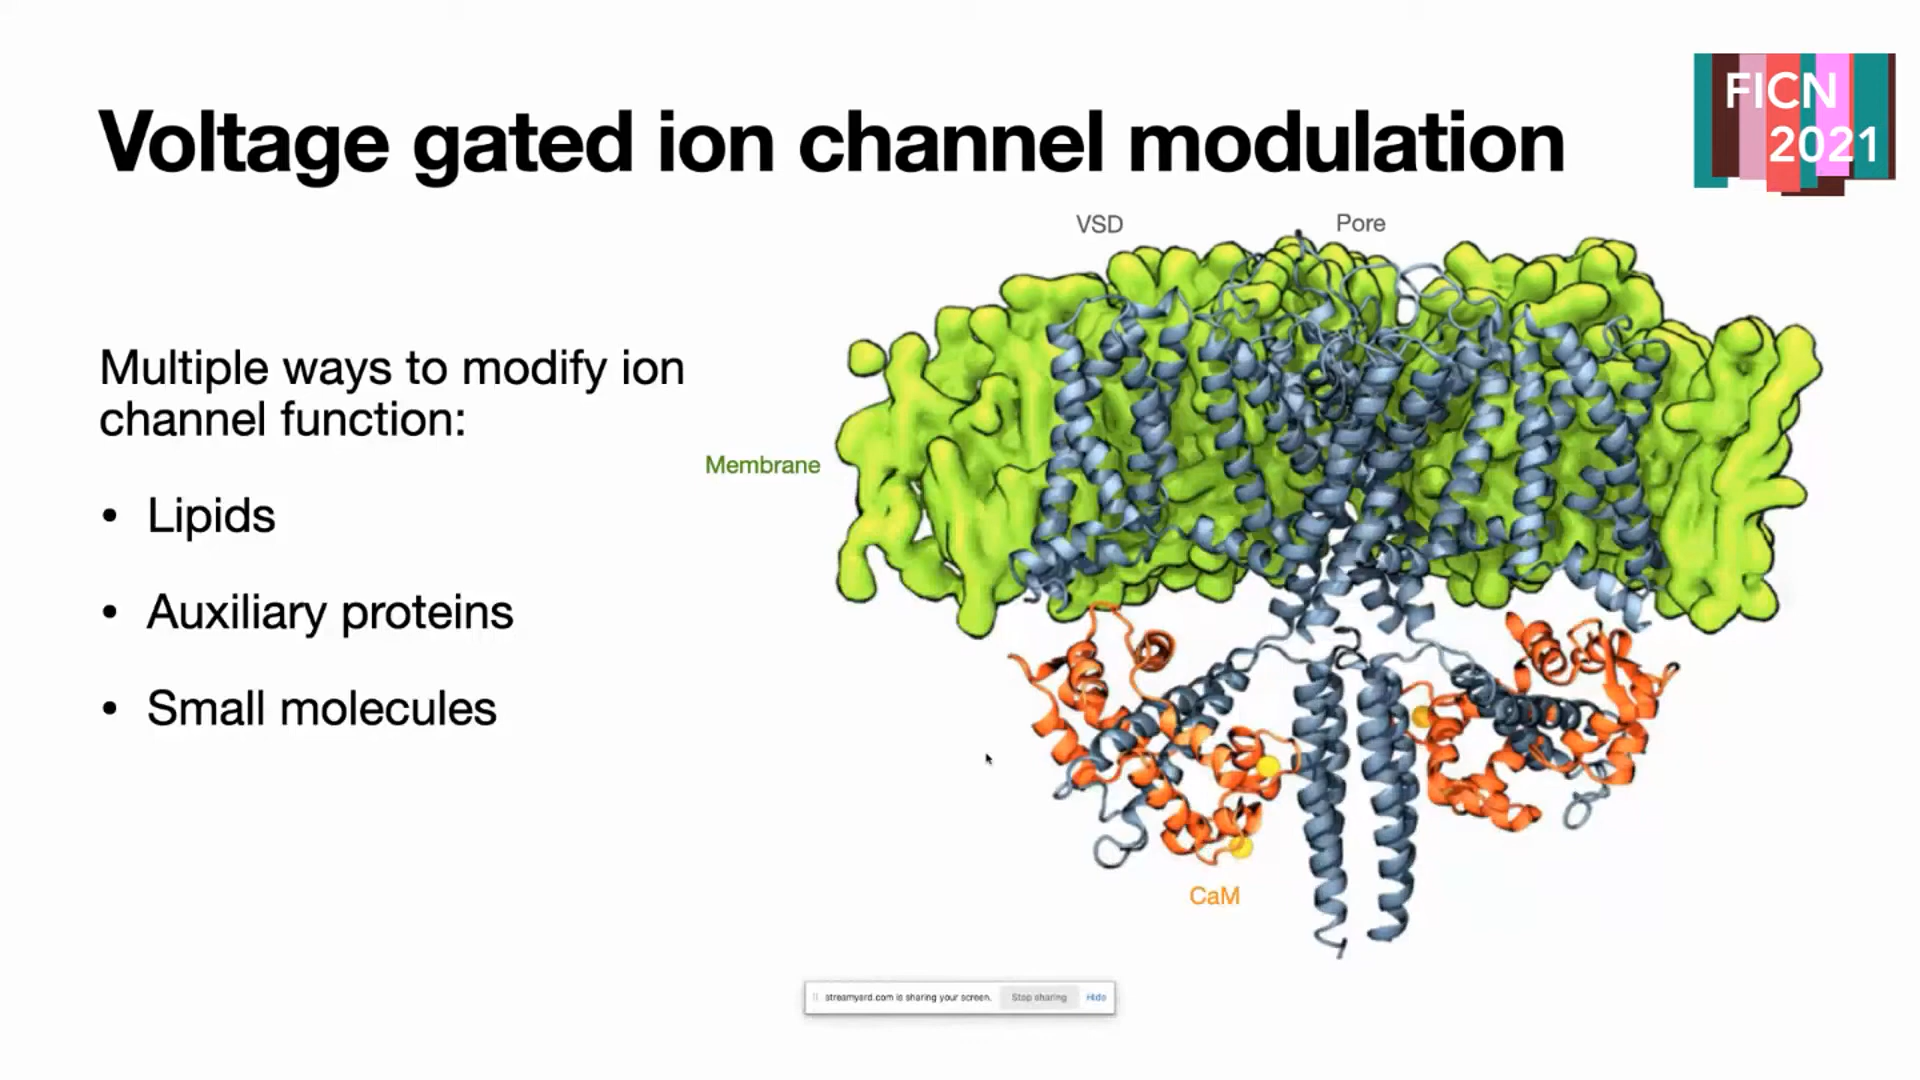 FICN
2021
Voltage gated ion channel modulation
VSD
Pore
Multiple ways to modify ion
channel function:
Membrane
• Lipids
• Auxiliary proteins
• Small molecules
CaM
streamyard.com is sharing your screen. Stop sharing Hide